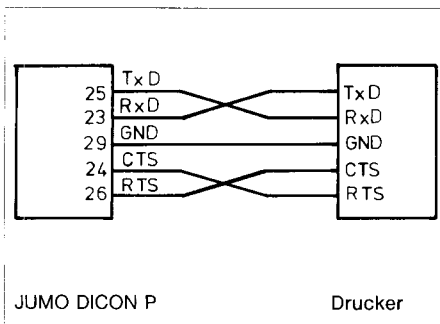 25 TxD TxD
23 RxD RxD
29 GND GND
24 CTS CTS
26 RTS RTS
JUMO DICON P Drucker